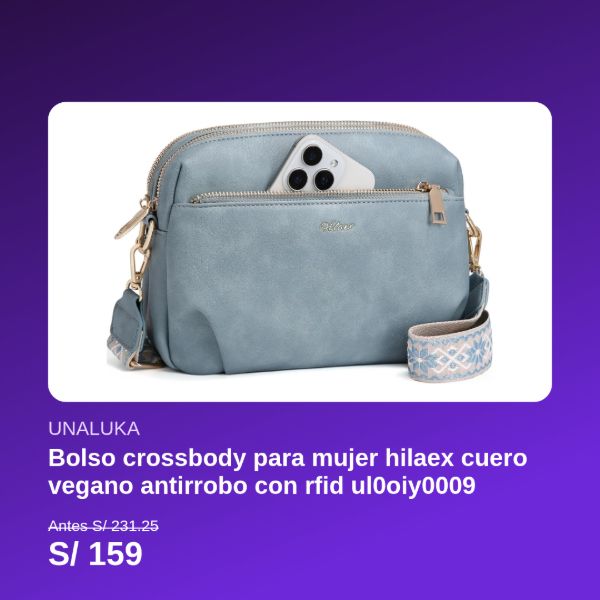 UNALUKA
Bolso crossbody para mujer hilaex cuero
vegano antirrobo con rfid ul0oiy0009
Antes S/ 231.25
S/ 159